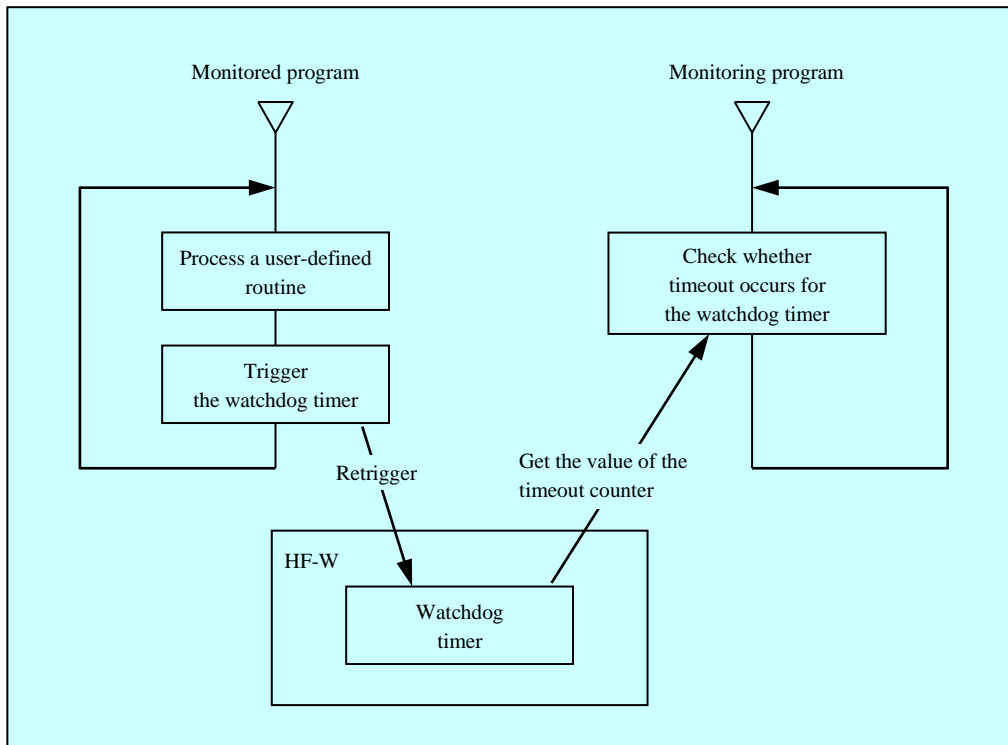 Monitored program
Monitoring program
Process a user-defined
routine
Check whether
timeout occurs for
the watchdog timer
Trigger
the watchdog timer
Retrigger
Get the value of the
timeout counter
HF-W
Watchdog
timer